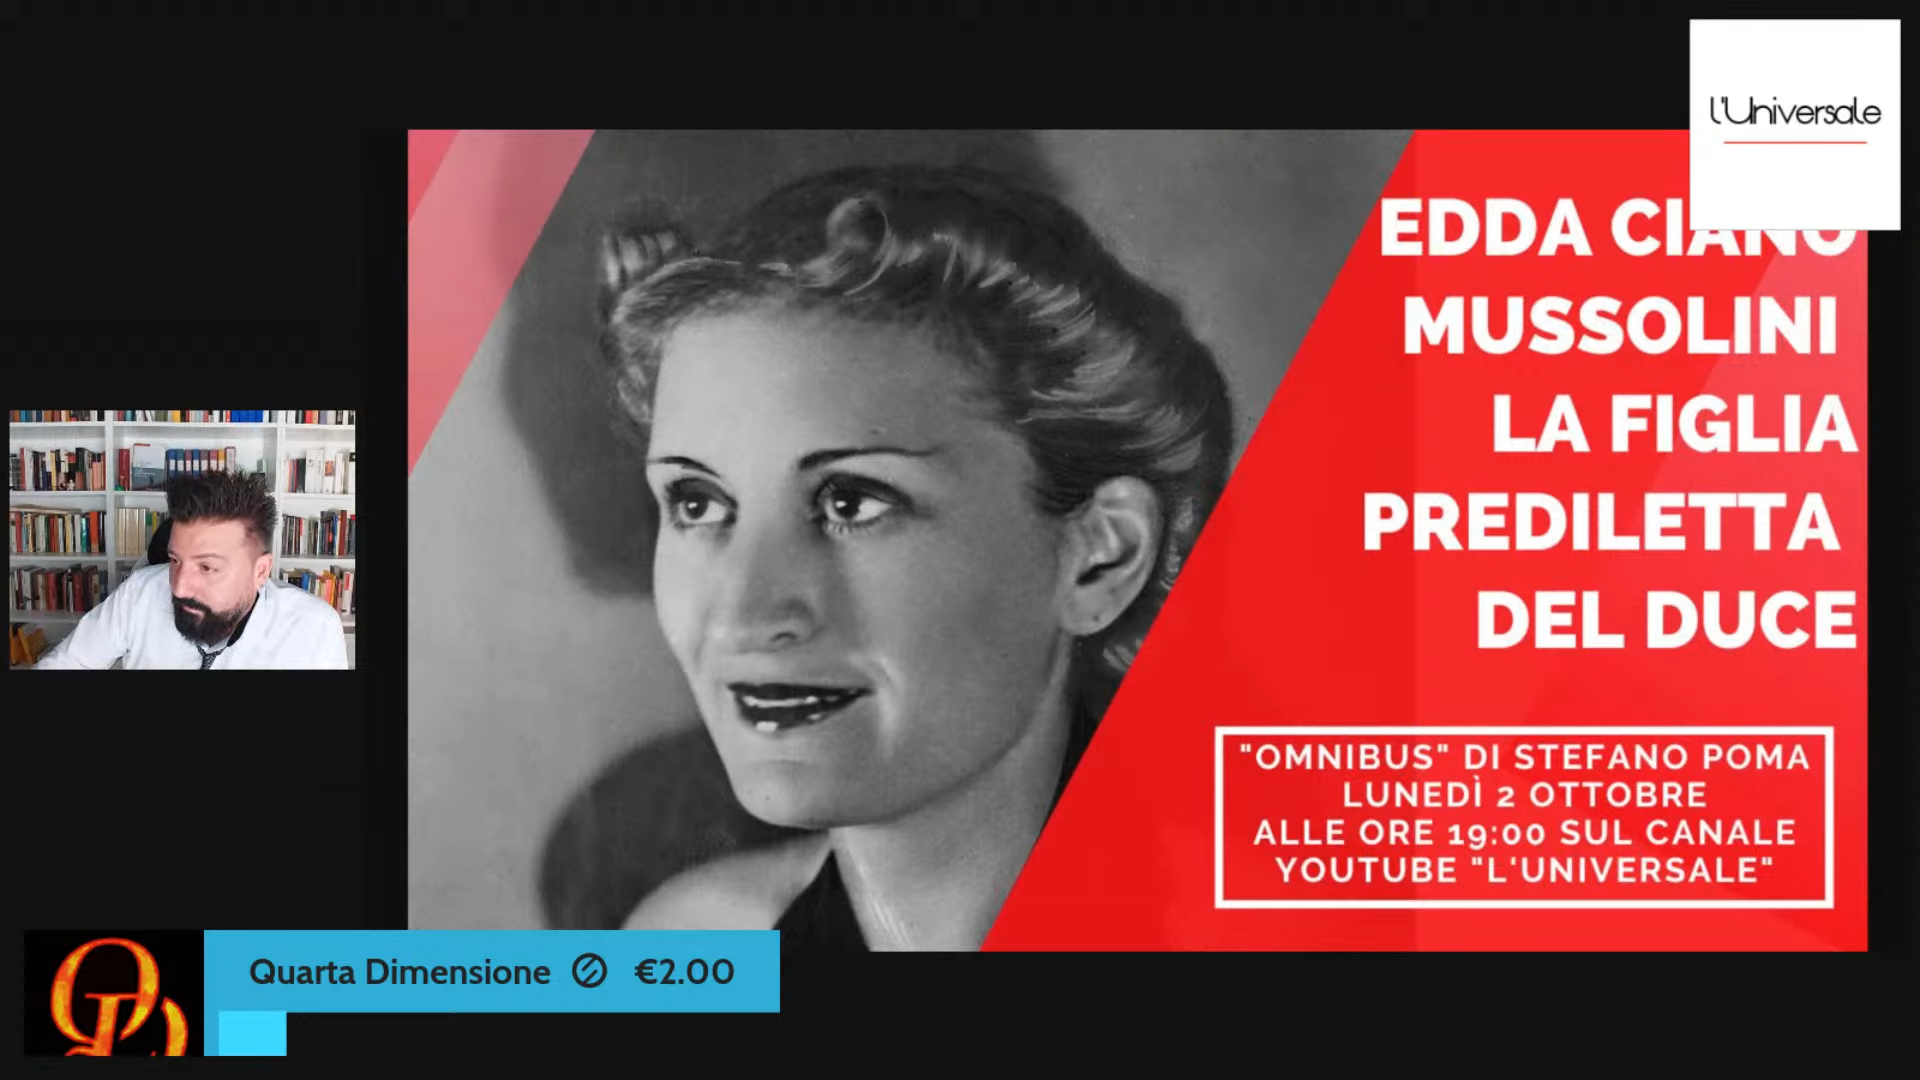 l'Universale
EDDA CIANO
MUSSOLINI
LA FIGLIA
PREDILETTA
DEL DUCE
"OMNIBUS" DI STEFANO POMA
LUNEDÌ 2 OTTOBRE
ALLE ORE 19:00 SUL CANALE
YOUTUBE "L'UNIVERSALE"
Quarta Dimensione €2.00